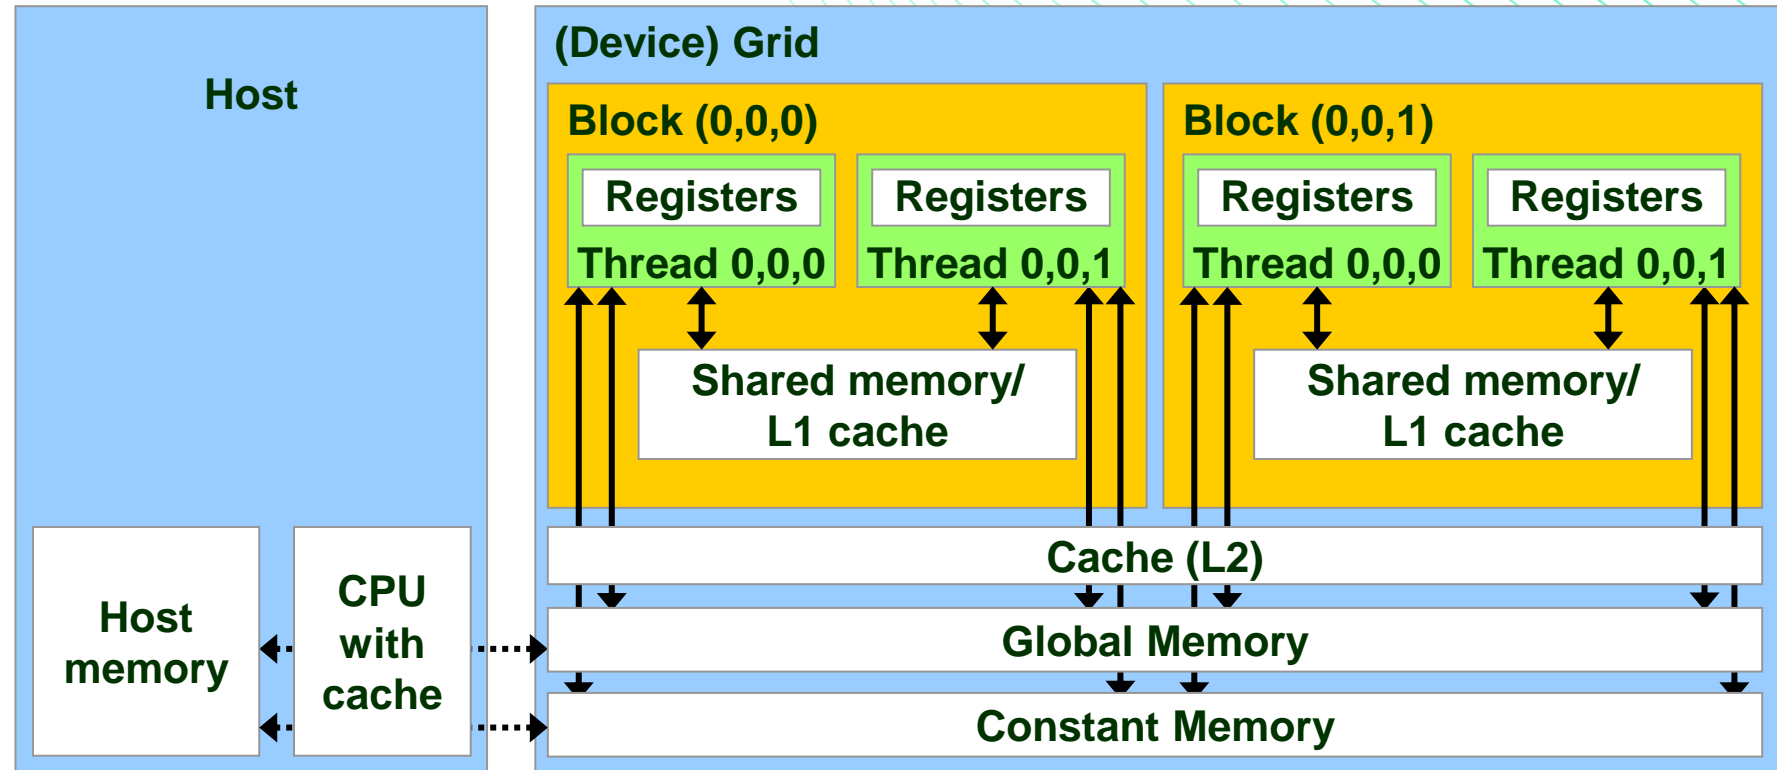 Host
Host
memory
CPU
with
cache
(Device) Grid
Block (0,0,0)
Registers
Thread 0,0,0
Registers
Thread 0,0,1
Shared memory/
L1 cache
Block (0,0,1)
Registers
Thread 0,0,0
Registers
Thread 0,0,1
Shared memory/
L1 cache
Cache (L2)
Global Memory
Constant Memory